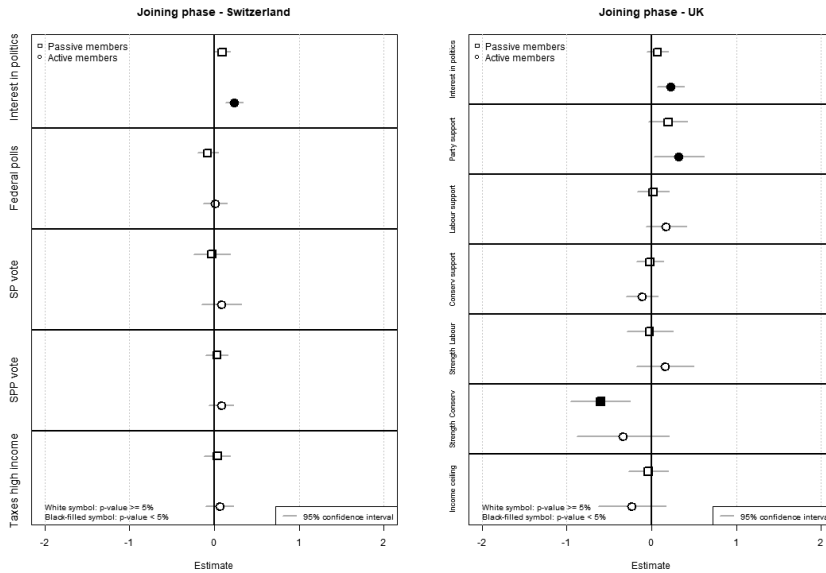 Joining phase - Switzerland
Passive members
Active members
Interest in politics
Federal polls
SP vote
SPP vote
Taxes high income
White symbol: p-value >= 5%
Black-filled symbol: p-value < 5%
95% confidence interval
-2 -1 0 1 2
Estimate
Joining phase - UK
Passive members
Active members
Interest in politics
Party support
Labour support
Conserv support
Strength Labour
Strength Conserv
Income ceiling
White symbol: p-value >= 5%
Black-filled symbol: p-value < 5%
95% confidence interval
-2 -1 0 1 2
Estimate